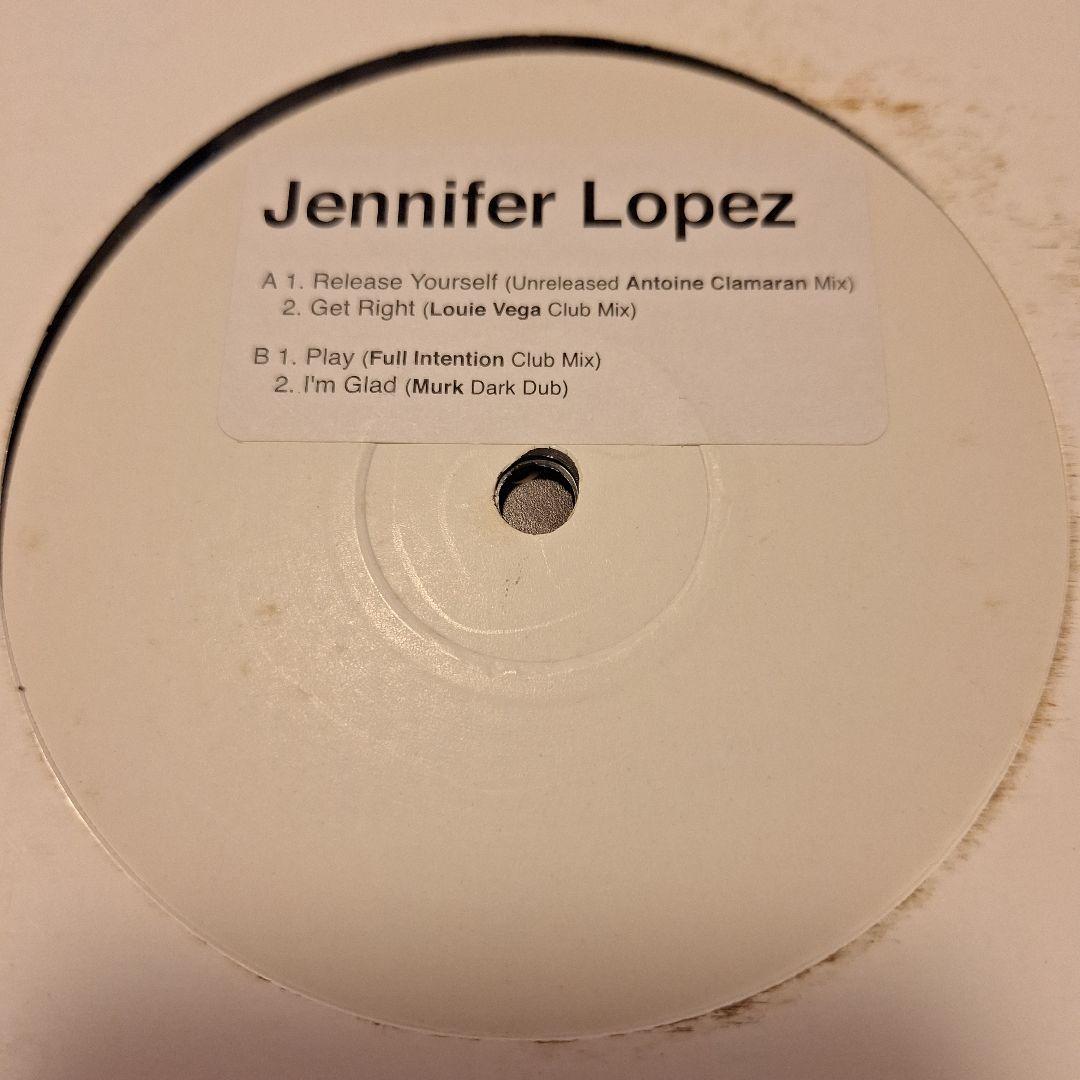 Jennifer Lopez
A 1. Release Yourself (Unreleased Antoine Clamaran Mix)
2. Get Right (Louie Vega Club Mix)
B 1. Play (Full Intention Club Mix)
2. I'm Glad (Murk Dark Dub)